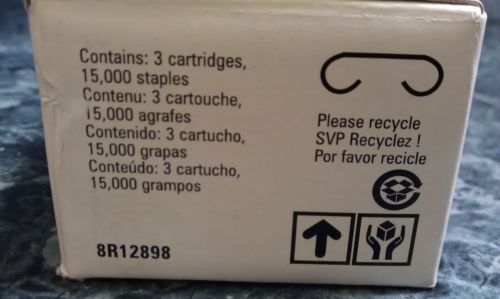 Contains: 3 cartridges,
15,000 staples
Contenu: 3 cartouche,
15,000 agrafes
Contenido: 3 cartucho,
15,000 grapas
Conteúdo: 3 cartucho,
15,000 grampos
Please recycle
SVP Recyclez !
Por favor recicle
8R12898